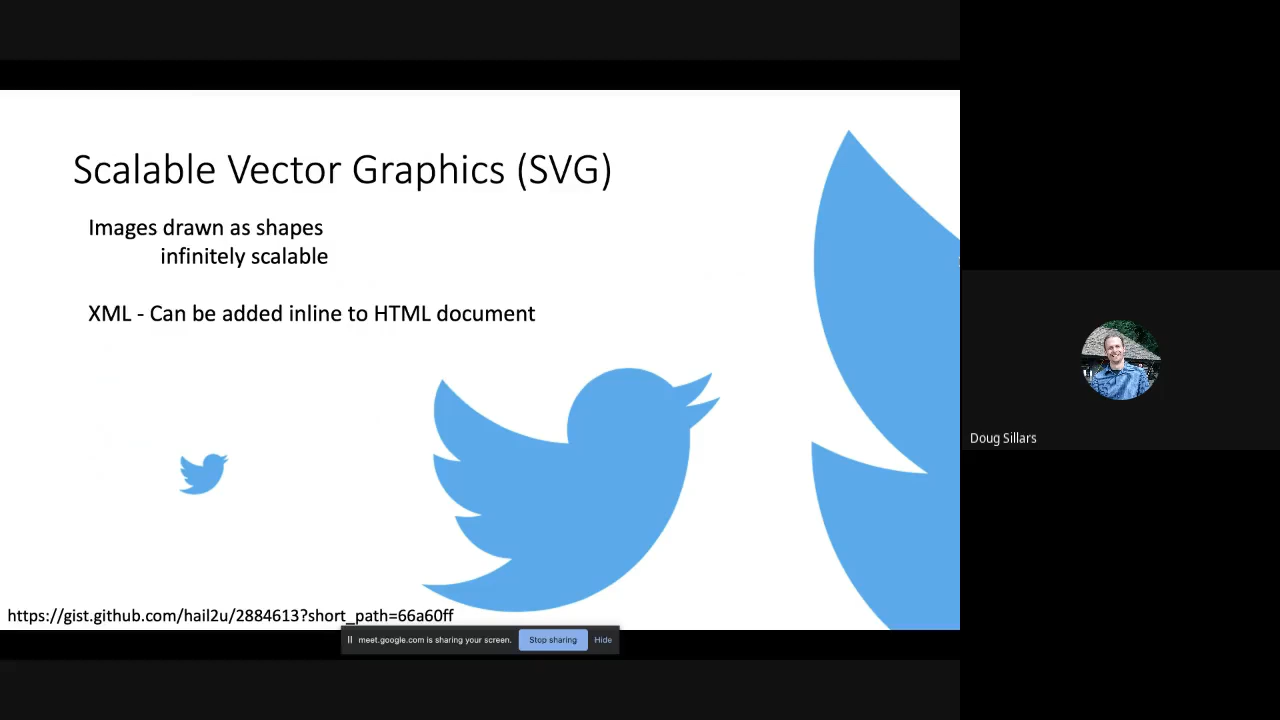 Scalable Vector Graphics (SVG)
Images drawn as shapes
infinitely scalable
XML - Can be added inline to HTML document
https://gist.github.com/hail2u/2884613?short_path=66a60ff
meet.google.com is sharing your screen. Stop sharing Hide
Doug Sillars